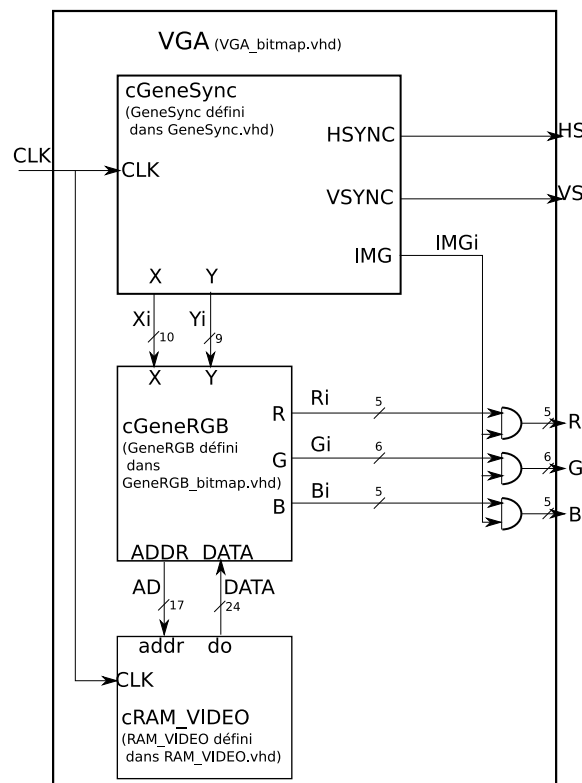 VGA (VGA_bitmap.vhd)
cGeneSync
(GeneSync défini
dans GeneSync.vhd)
HSYNC
HS
CLK
CLK
VSYNC
VS
IMG
IMGi
X Y
Xi
10
Yi
9
X Y
cGeneRGB
(GeneRGB défini
dans
GeneRGB_bitmap.vhd)
R
Ri
5
5
R
G
Gi
6
6
G
B
Bi
5
5
B
ADDR DATA
AD
17
DATA
24
addr do
CLK
cRAM_VIDEO
(RAM_VIDEO défini
dans RAM_VIDEO.vhd)